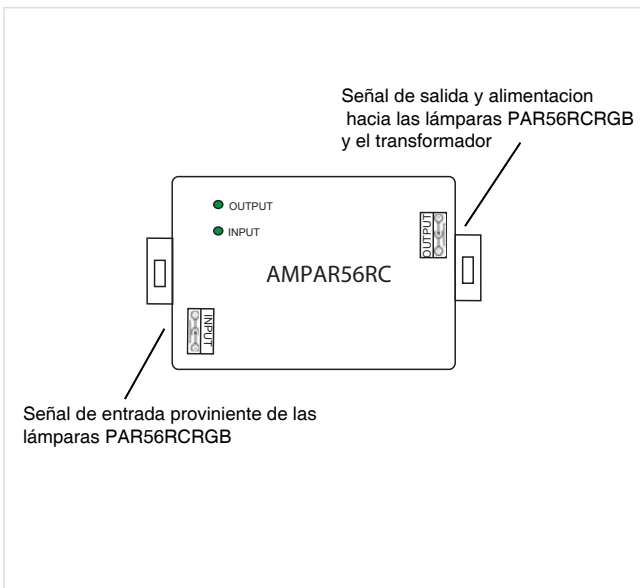 Señal de salida y alimentacion
hacia las lámparas PAR56RCRGB
y el transformador
OUTPUT
INPUT
OUTPUT
AMPAR56RC
INPUT
Señal de entrada proviniente de las
lámparas PAR56RCRGB